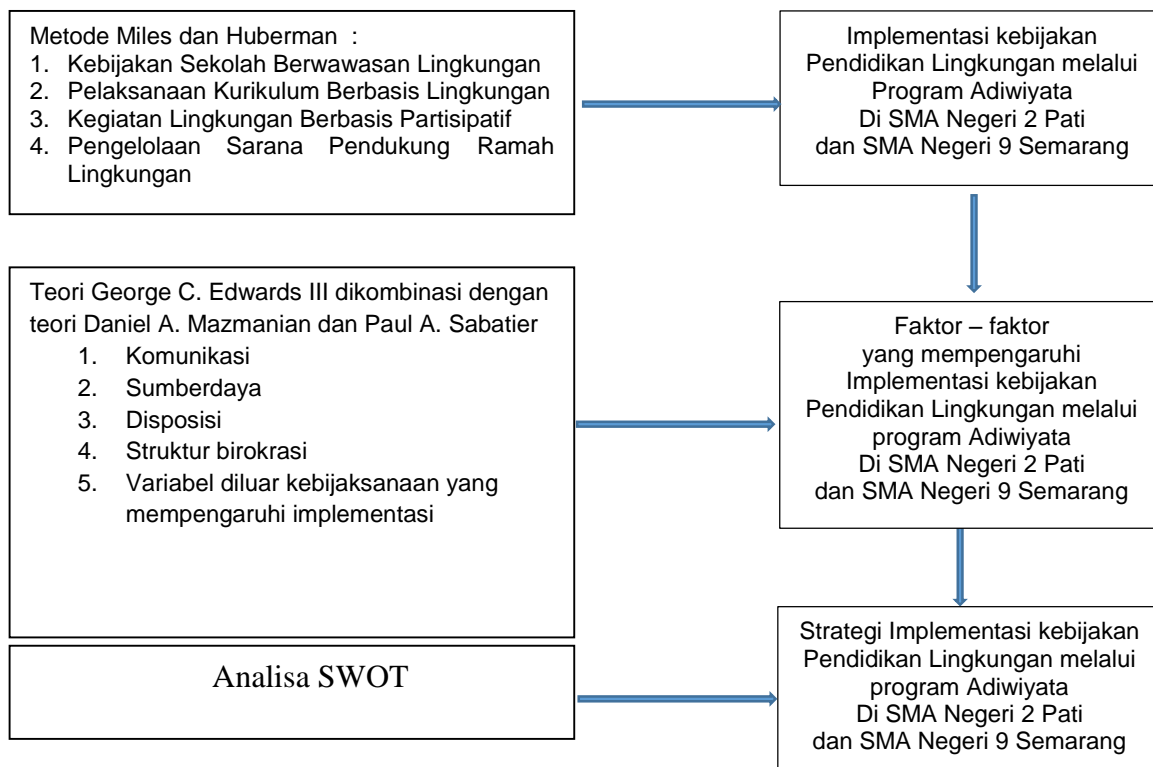 Metode Miles dan Huberman :
1. Kebijakan Sekolah Berwawasan Lingkungan
2. Pelaksanaan Kurikulum Berbasis Lingkungan
3. Kegiatan Lingkungan Berbasis Partisipatif
4. Pengelolaan Sarana Pendukung Ramah
Lingkungan
Implementasi kebijakan
Pendidikan Lingkungan melalui
Program Adiwiyata
Di SMA Negeri 2 Pati
dan SMA Negeri 9 Semarang
Teori George C. Edwards III dikombinasi dengan
teori Daniel A. Mazmanian dan Paul A. Sabatier
1. Komunikasi
2. Sumberdaya
3. Disposisi
4. Struktur birokrasi
5. Variabel diluar kebijaksanaan yang
mempengaruhi implementasi
Faktor – faktor
yang mempengaruhi
Implementasi kebijakan
Pendidikan Lingkungan melalui
program Adiwiyata
Di SMA Negeri 2 Pati
dan SMA Negeri 9 Semarang
Analisa SWOT
Strategi Implementasi kebijakan
Pendidikan Lingkungan melalui
program Adiwiyata
Di SMA Negeri 2 Pati
dan SMA Negeri 9 Semarang